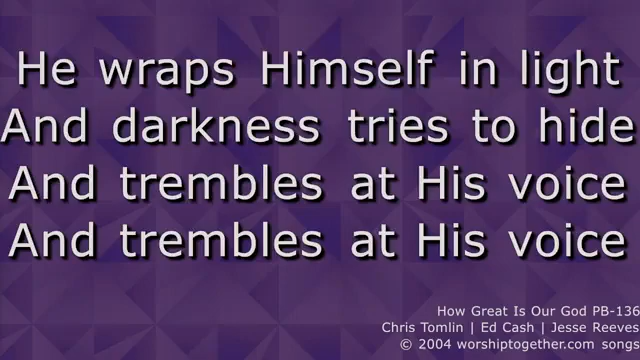 He wraps Himself in light
And darkness tries to hide
And trembles at His voice
And trembles at His voice
How Great Is Our God PB-136
Chris Tomlin | Ed Cash | Jesse Reeves
© 2004 worshiptogether.com songs